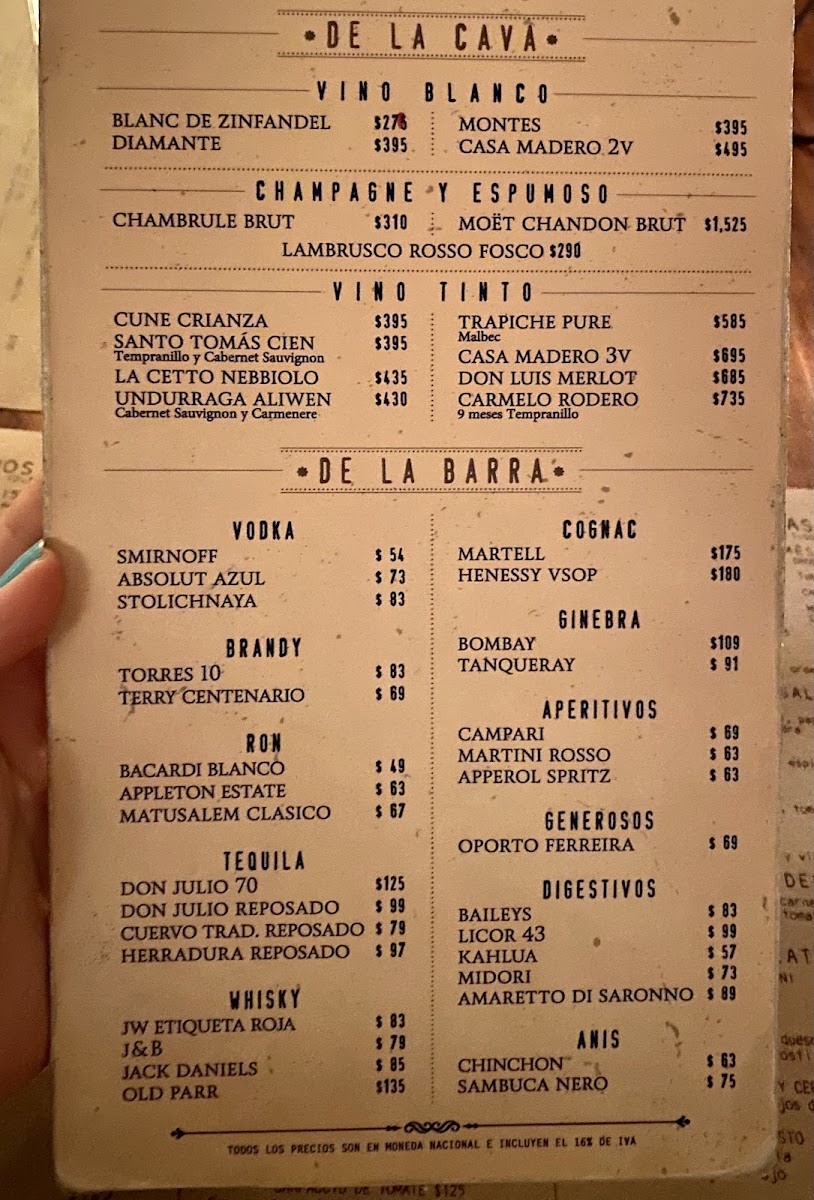 DE LA CAVA
VINO BLANCO
BLANC DE ZINFANDEL $275
DIAMANTE $395
MONTES $395
CASA MADERO 2V $495
CHAMPAGNE Y ESPUMOSO
CHAMBRULE BRUT $310
MOËT CHANDON BRUT $1,525
LAMBRUSCO ROSSO FOSCO $290
VINO TINTO
CUNE CRIANZA $395
SANTO TOMÁS CIEN $395
Tempranillo y Cabernet Sauvignon
LA CETTO NEBBIOLO $435
UNDURRAGA ALIWEN $430
Cabernet Sauvignon y Carmenere
TRAPICHE PURE $585
Malbec
CASA MADERO 3V $695
DON LUIS MERLOT $685
CARMELO RODERO $735
9 meses Tempranillo
DE LA BARRA
VODKA
SMIRNOFF $ 54
ABSOLUT AZUL $ 73
STOLICHNAYA $ 83
BRANDY
TORRES 10 $ 83
TERRY CENTENARIO $ 69
RON
BACARDI BLANCO $ 49
APPLETON ESTATE $ 63
MATUSALEM CLASICO $ 67
TEQUILA
DON JULIO 70 $125
DON JULIO REPOSADO $ 99
CUERVO TRAD. REPOSADO $ 79
HERRADURA REPOSADO $ 97
WHISKY
JW ETIQUETA ROJA $ 83
J&B $ 79
JACK DANIELS $ 85
OLD PARR $135
COGNAC
MARTELL $175
HENESSY VSOP $180
GINEBRA
BOMBAY $109
TANQUERAY $ 91
APERITIVOS
CAMPARI $ 69
MARTINI ROSSO $ 63
APPEROL SPRITZ $ 63
GENEROSOS
OPORTO FERREIRA $ 69
DIGESTIVOS
BAILEYS $ 83
LICOR 43 $ 99
KAHLUA $ 57
MIDORI $ 73
AMARETTO DI SARONNO $ 89
ANIS
CHINCHON $ 63
SAMBUCA NERO $ 75
TODOS LOS PRECIOS SON EN MONEDA NACIONAL E INCLUYEN EL 16% DE IVA
DE TOMATE $125